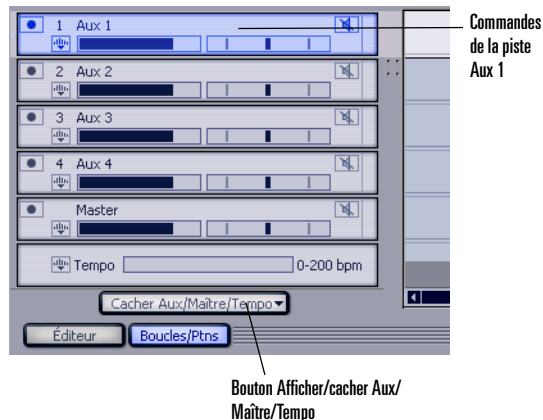 1 Aux 1
Commandes
de la piste
Aux 1
2 Aux 2
3 Aux 3
4 Aux 4
Master
Tempo 0-200 bpm
Cacher Aux/Maître/Tempo
Éditeur Boucles/Ptns
Bouton Afficher/cacher Aux/
Maître/Tempo